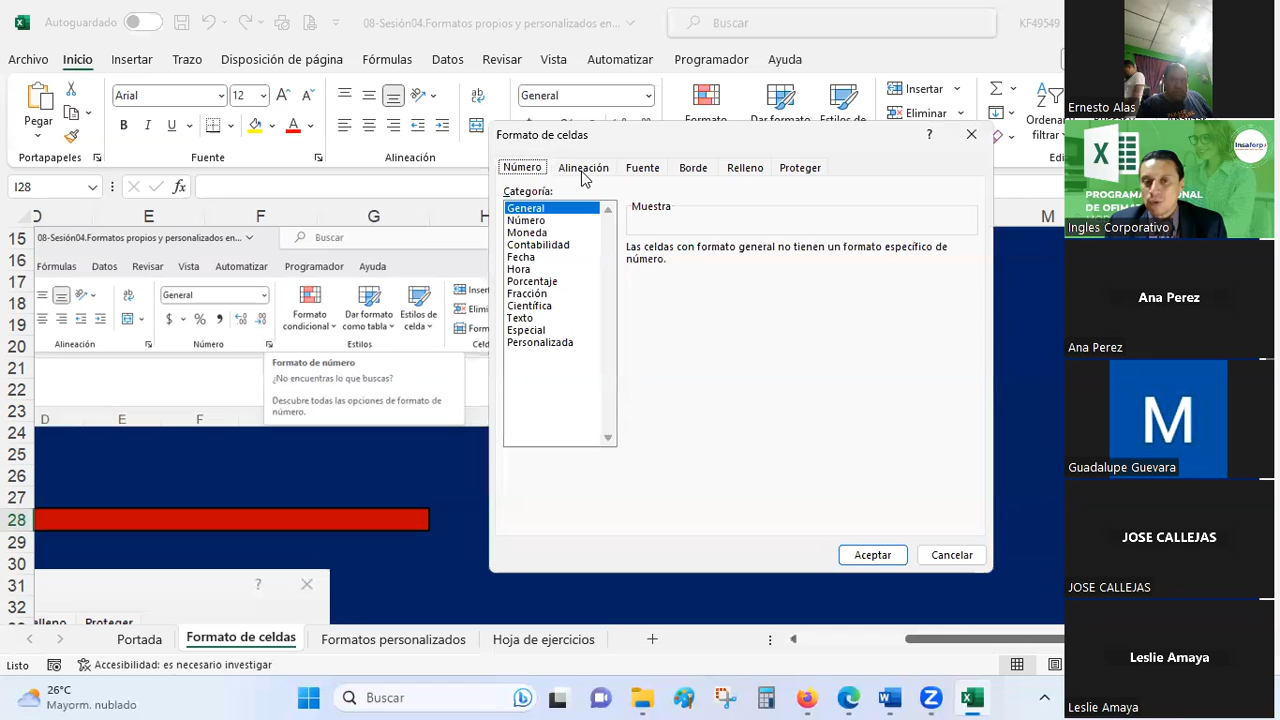 Autoguardado
08-Sesión04.Formatos propios y personalizados en...
Buscar
KF49549
Archivo Inicio Insertar Trazo Disposición de página Fórmulas Datos Revisar Vista Automatizar Programador Ayuda
Pegar
Arial 12
N K S
General
Formato
Dar formato
Estilos de
Insertar
Eliminar
Ordenar
filtrar
Portapapeles Fuente Alineación
I28
fx
D E F G H M
15
16
17
18
19
20
21
22
23
24
25
26
27
28
29
30
31
32
08-Sesión04.Formatos propios y personalizados en...
Buscar
Fórmulas Datos Revisar Vista Automatizar Programador Ayuda
General
$ %
Formato
condicional
Dar formato
como tabla
Estilos de
celda
Alineación Número
Formato de número
¿No encuentras lo que buscas?
Descubre todas las opciones de formato de
número.
D E F
? 
Proteger
Formato de celdas
?
Número Alineación Fuente Borde Relleno Proteger
Categoría:
General
Número
Moneda
Contabilidad
Fecha
Hora
Porcentaje
Fracción
Científica
Texto
Especial
Personalizada
Muestra
Las celdas con formato general no tienen un formato específico de
número.
Aceptar Cancelar
Portada Formato de celdas Formatos personalizados Hoja de ejercicios
Listo
Accesibilidad: es necesario investigar
26°C
Mayorm. nublado
Buscar
Ernesto Alas
Insaforp
Ingles Corporativo
Ana Perez
Ana Perez
M
Guadalupe Guevara
JOSE CALLEJAS
JOSE CALLEJAS
Leslie Amaya
Leslie Amaya